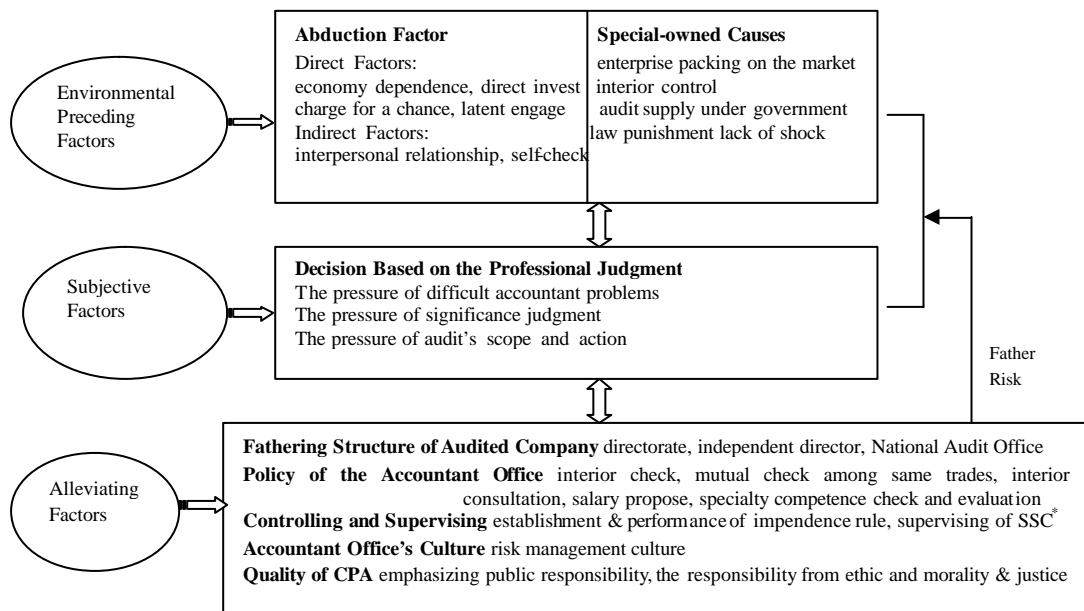 Environmental
Preceding
Factors
Abduction Factor
Direct Factors:
economy dependence, direct invest
charge for a chance, latent engage
Indirect Factors:
interpersonal relationship, self-check
Special-owned Causes
enterprise packing on the market
interior control
audit supply under government
law punishment lack of shock
Subjective
Factors
Decision Based on the Professional Judgment
The pressure of difficult accountant problems
The pressure of significance judgment
The pressure of audit's scope and action
Father
Risk
Alleviating
Factors
Fathering Structure of Audited Company directorate, independent director, National Audit Office
Policy of the Accountant Office interior check, mutual check among same trades, interior
consultation, salary propose, specialty competence check and evaluation
Controlling and Supervising establishment & performance of impendence rule, supervising of SSC*
Accountant Office's Culture risk management culture
Quality of CPA emphasizing public responsibility, the responsibility from ethic and morality & justice